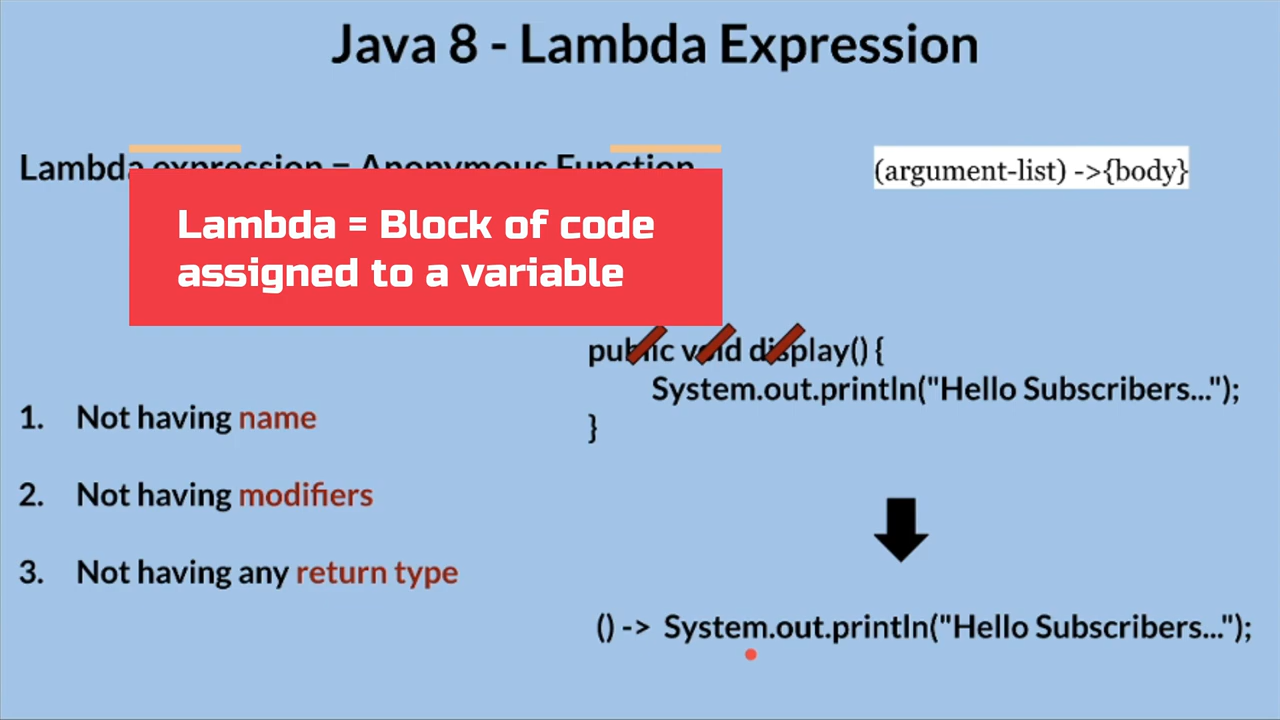 Java 8 - Lambda Expression
Lambda expression = Anonymous Function
(argument-list) ->{body}
Lambda = Block of code
assigned to a variable
public void display() {
System.out.println("Hello Subscribers...");
}
1. Not having name
2. Not having modifiers
3. Not having any return type
() -> System.out.println("Hello Subscribers...");